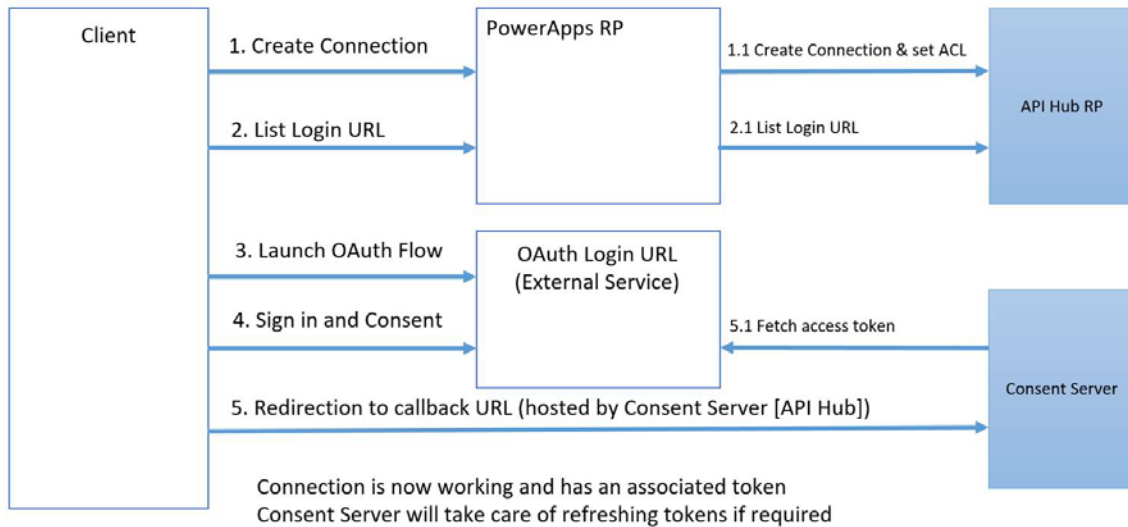 Client
PowerApps RP
1. Create Connection
1.1 Create Connection & set ACL
API Hub RP
2. List Login URL
2.1 List Login URL
3. Launch OAuth Flow
OAuth Login URL
(External Service)
4. Sign in and Consent
5.1 Fetch access token
Consent Server
5. Redirection to callback URL (hosted by Consent Server [API Hub])
Connection is now working and has an associated token
Consent Server will take care of refreshing tokens if required